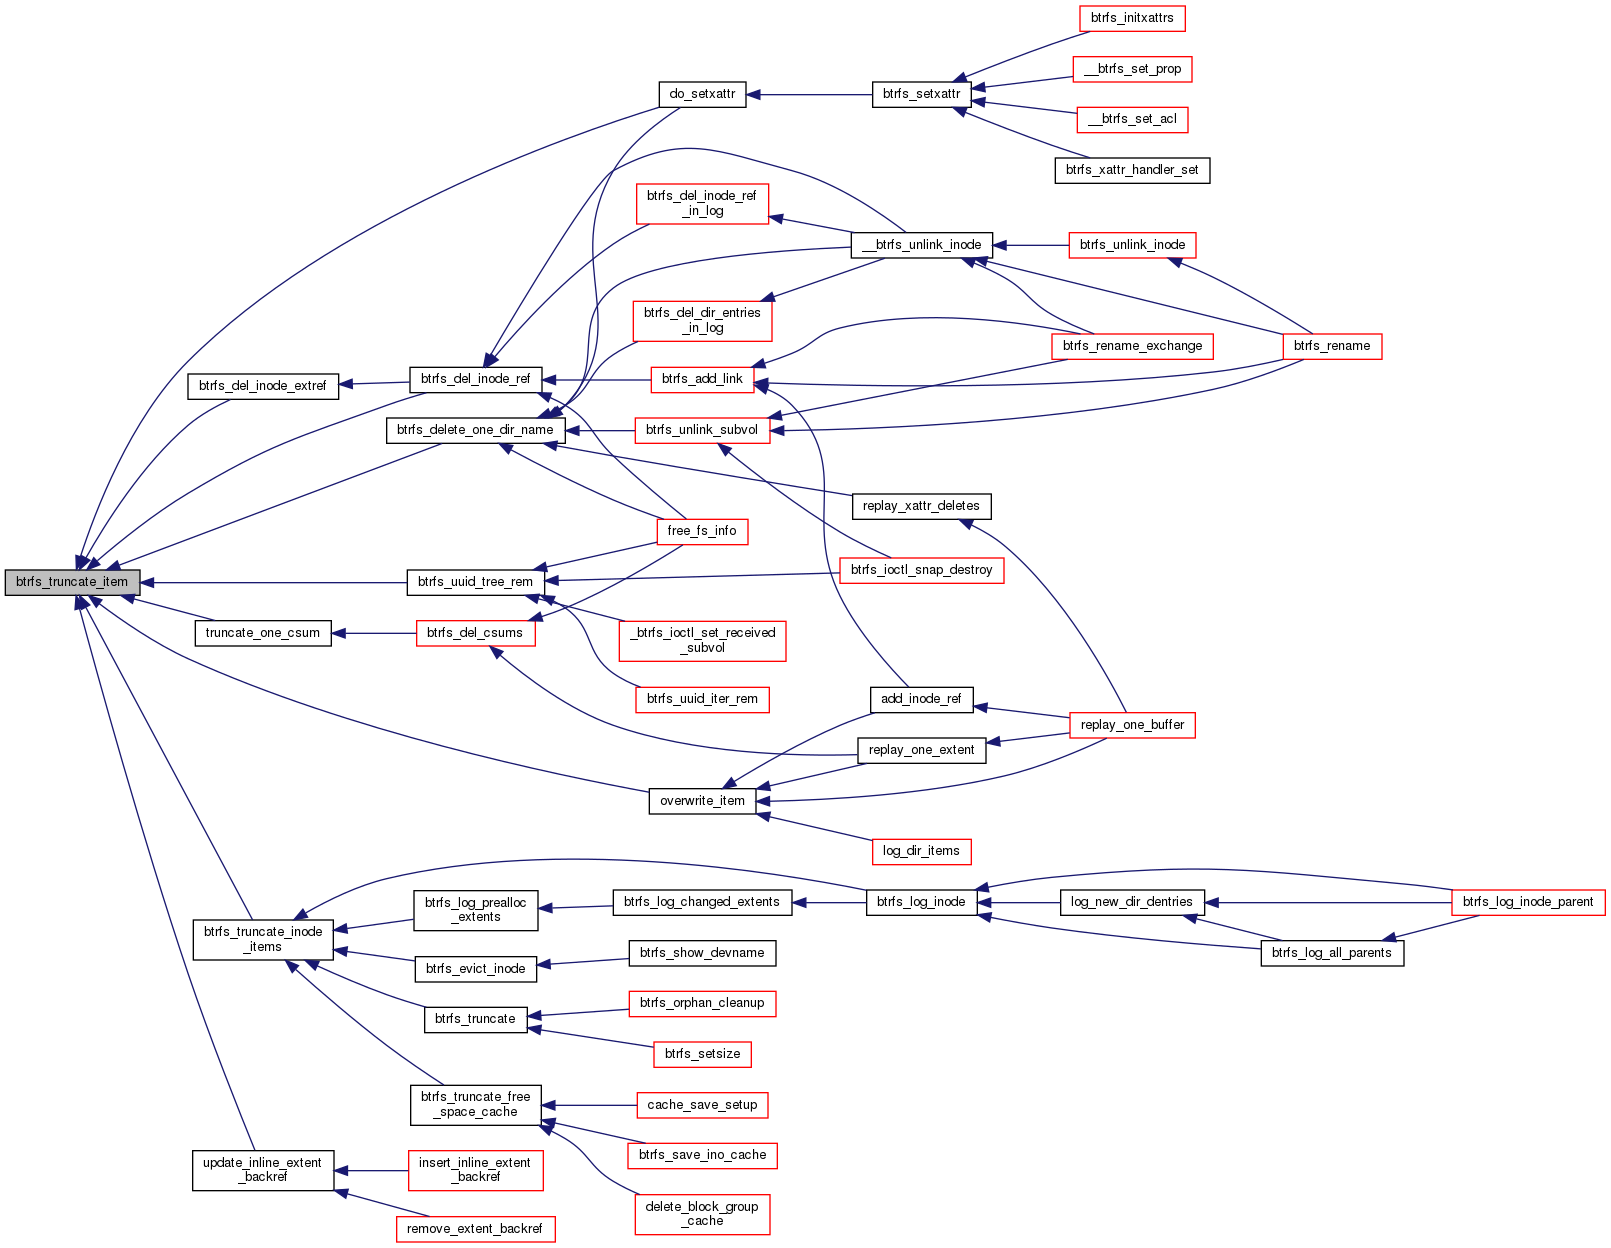 btrfs_initxattrs
__btrfs_set_prop
do_setxattr
btrfs_setxattr
__btrfs_set_acl
btrfs_xattr_handler_set
btrfs_del_inode_ref
_in_log
__btrfs_unlink_inode
btrfs_unlink_inode
btrfs_del_dir_entries
_in_log
btrfs_rename_exchange
btrfs_rename
btrfs_del_inode_extref
btrfs_del_inode_ref
btrfs_add_link
btrfs_delete_one_dir_name
btrfs_unlink_subvol
replay_xattr_deletes
free_fs_info
btrfs_truncate_item
btrfs_uuid_tree_rem
btrfs_ioctl_snap_destroy
truncate_one_csum
btrfs_del_csums
_btrfs_ioctl_set_received
_subvol
btrfs_uuid_iter_rem
add_inode_ref
replay_one_buffer
replay_one_extent
overwrite_item
log_dir_items
btrfs_log_prealloc
_extents
btrfs_log_changed_extents
btrfs_log_inode
log_new_dir_dentries
btrfs_log_inode_parent
btrfs_truncate_inode
_items
btrfs_log_all_parents
btrfs_evict_inode
btrfs_show_devname
btrfs_truncate
btrfs_orphan_cleanup
btrfs_setsize
btrfs_truncate_free
_space_cache
cache_save_setup
btrfs_save_ino_cache
update_inline_extent
_backref
insert_inline_extent
_backref
delete_block_group
_cache
remove_extent_backref